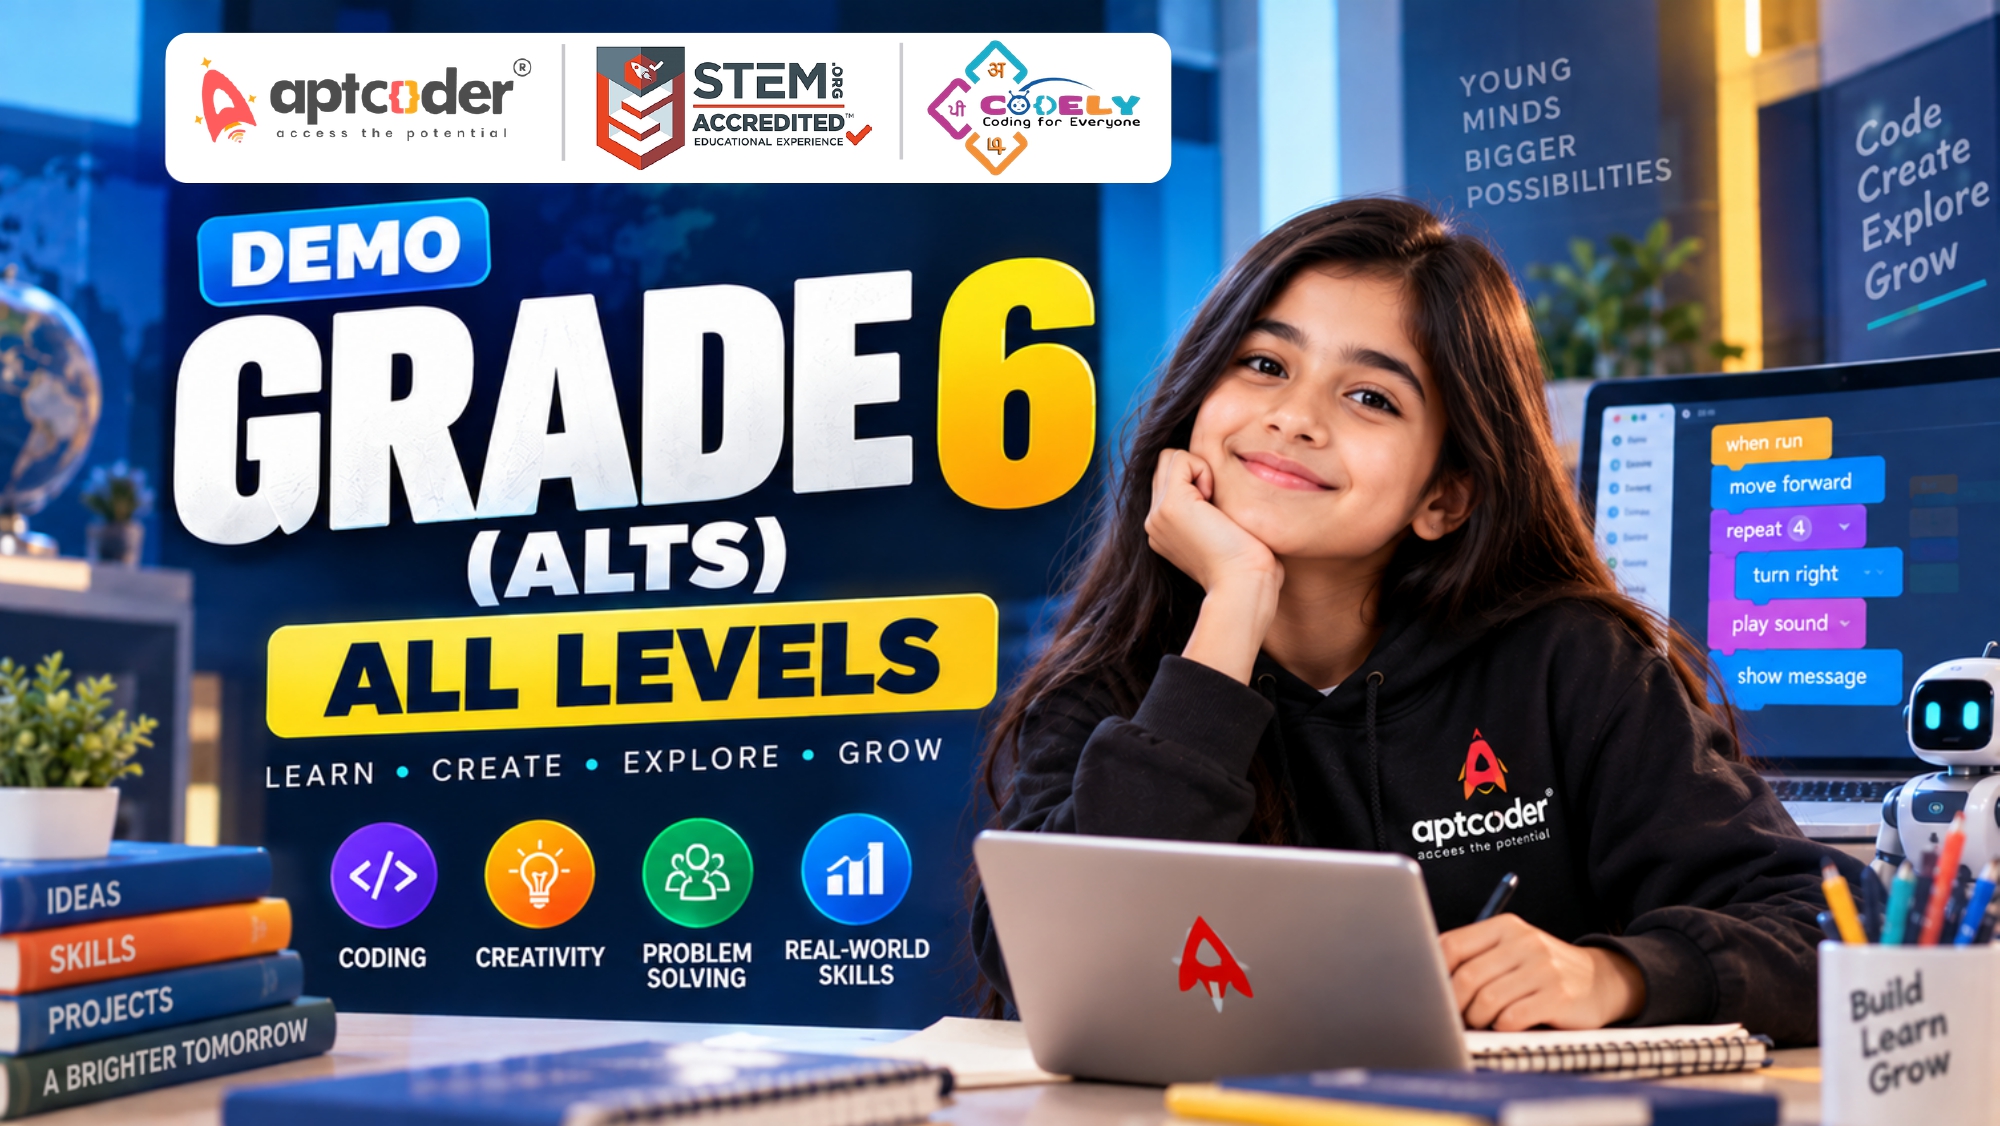 aptcoder®
access the potential
STEM.ORG
ACCREDITED™
EDUCATIONAL EXPERIENCE
अ
पी
CODELY
Coding for Everyone
YOUNG
MINDS
BIGGER
POSSIBILITIES
Code
Create
Explore
Grow
DEMO
GRADE 6
(ALTS)
ALL LEVELS
LEARN • CREATE • EXPLORE • GROW
</>
CODING
CREATIVITY
PROBLEM
SOLVING
REAL-WORLD
SKILLS
when run
move forward
repeat 4
turn right
play sound
show message
aptcoder®
access the potential
IDEAS
SKILLS
PROJECTS
A BRIGHTER TOMORROW
Build
Learn
Grow